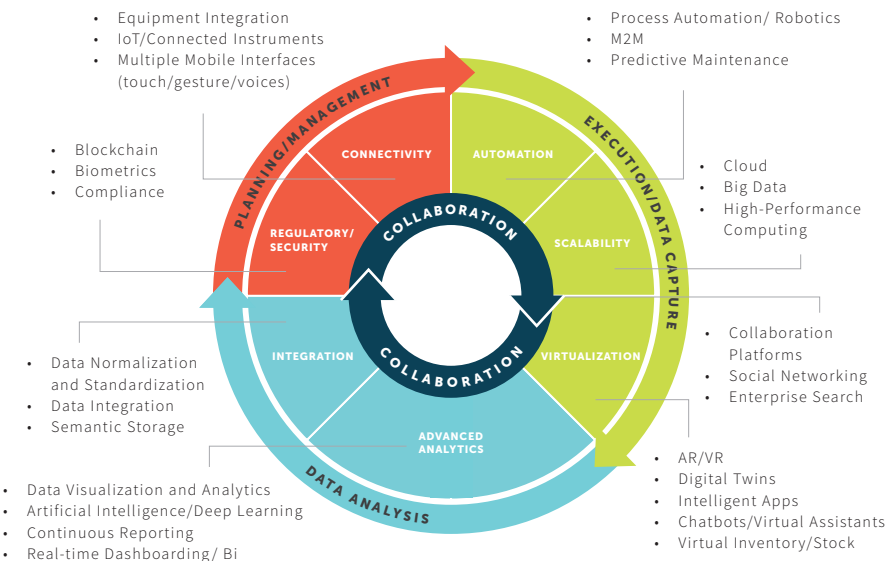 • Equipment Integration
• IoT/Connected Instruments
• Multiple Mobile Interfaces
(touch/gesture/voices)
• Process Automation/ Robotics
• M2M
• Predictive Maintenance
PLANNING/MANAGEMENT
EXECUTION/DATA CAPTURE
CONNECTIVITY
AUTOMATION
• Blockchain
• Biometrics
• Compliance
• Cloud
• Big Data
• High-Performance
Computing
REGULATORY/
SECURITY
COLLABORATION
SCALABILITY
INTEGRATION
COLLABORATION
VIRTUALIZATION
• Data Normalization
and Standardization
• Data Integration
• Semantic Storage
• Collaboration
Platforms
• Social Networking
• Enterprise Search
ADVANCED
ANALYTICS
DATA ANALYSIS
• Data Visualization and Analytics
• Artificial Intelligence/Deep Learning
• Continuous Reporting
• Real-time Dashboarding/ Bi
• AR/VR
• Digital Twins
• Intelligent Apps
• Chatbots/Virtual Assistants
• Virtual Inventory/Stock